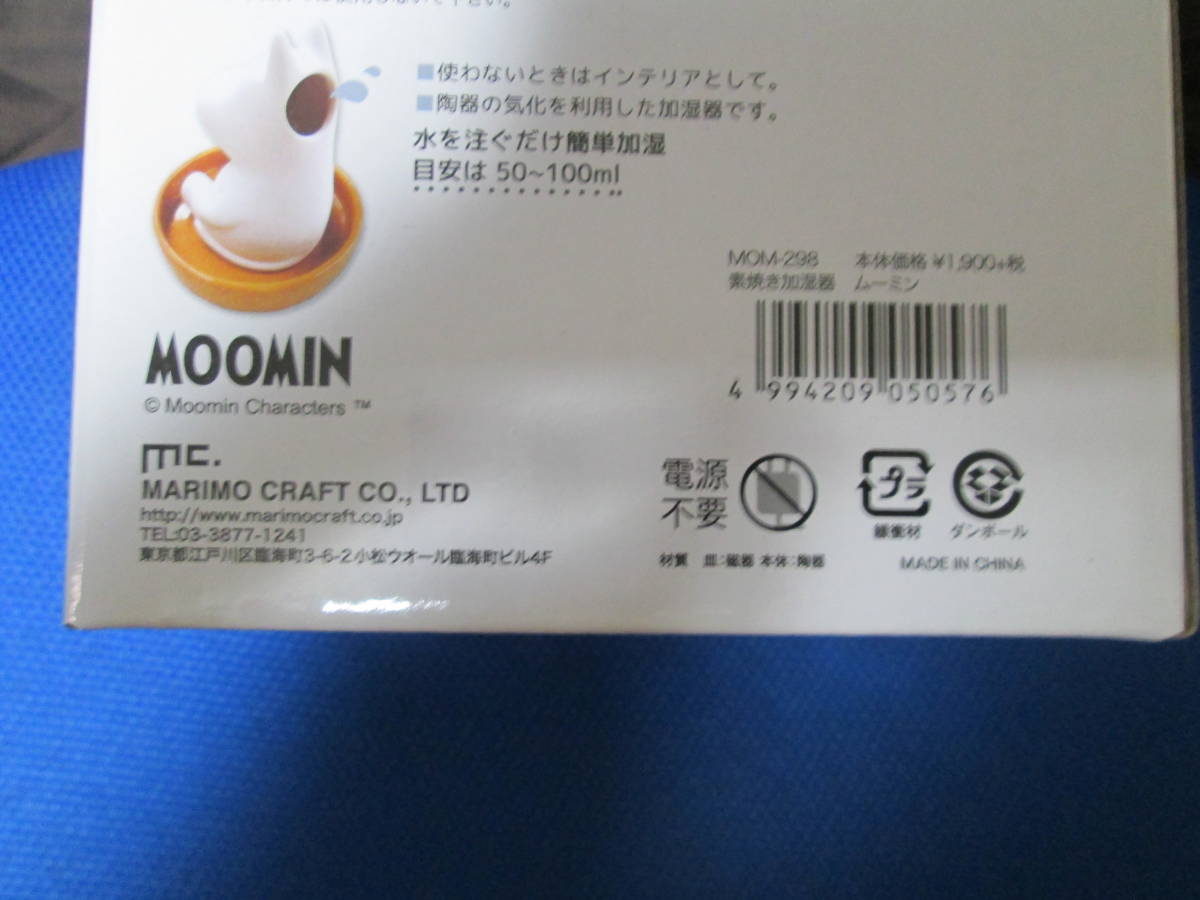 ■使わないときはインテリアとして。
■陶器の気化を利用した加湿器です。
水を注ぐだけ簡単加湿
目安は 50~100ml
MOM-298 本体価格 ¥1,900+税
素焼き加湿器 ムーミン
4 994209 050576
MOOMIN
© Moomin Characters ™
mc.
MARIMO CRAFT CO., LTD
http://www.marimocraft.co.jp
TEL:03-3877-1241
東京都江戸川区臨海町3-6-2小松ウオール臨海町ビル4F
電源
不要
プラ
緩衝材 ダンボール
材質 皿:磁器 本体:陶器
MADE IN CHINA